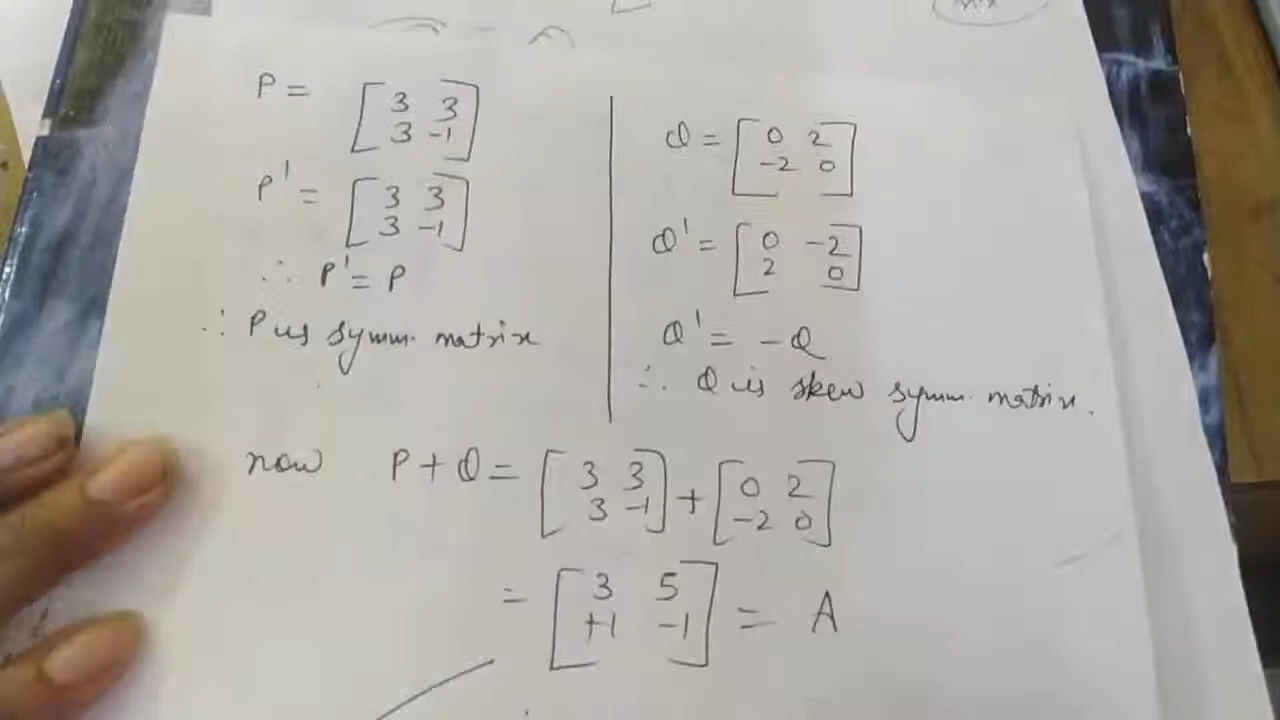 P = [ 3 3
3 -1 ]
P' = [ 3 3
3 -1 ]
∴ P' = P
∴ P is symm. matrix
Q = [ 0 2
-2 0 ]
Q' = [ 0 -2
2 0 ]
Q' = -Q
∴ Q is skew symm. matrix.
now P + Q = [ 3 3
3 -1 ] + [ 0 2
-2 0 ]
= [ 3 5
+1 -1 ] = A